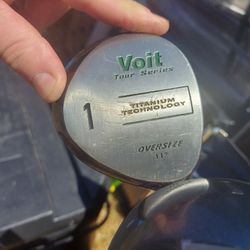 Voit
Tour Series
1
TITANIUM
TECHNOLOGY
OVERSIZE
11°